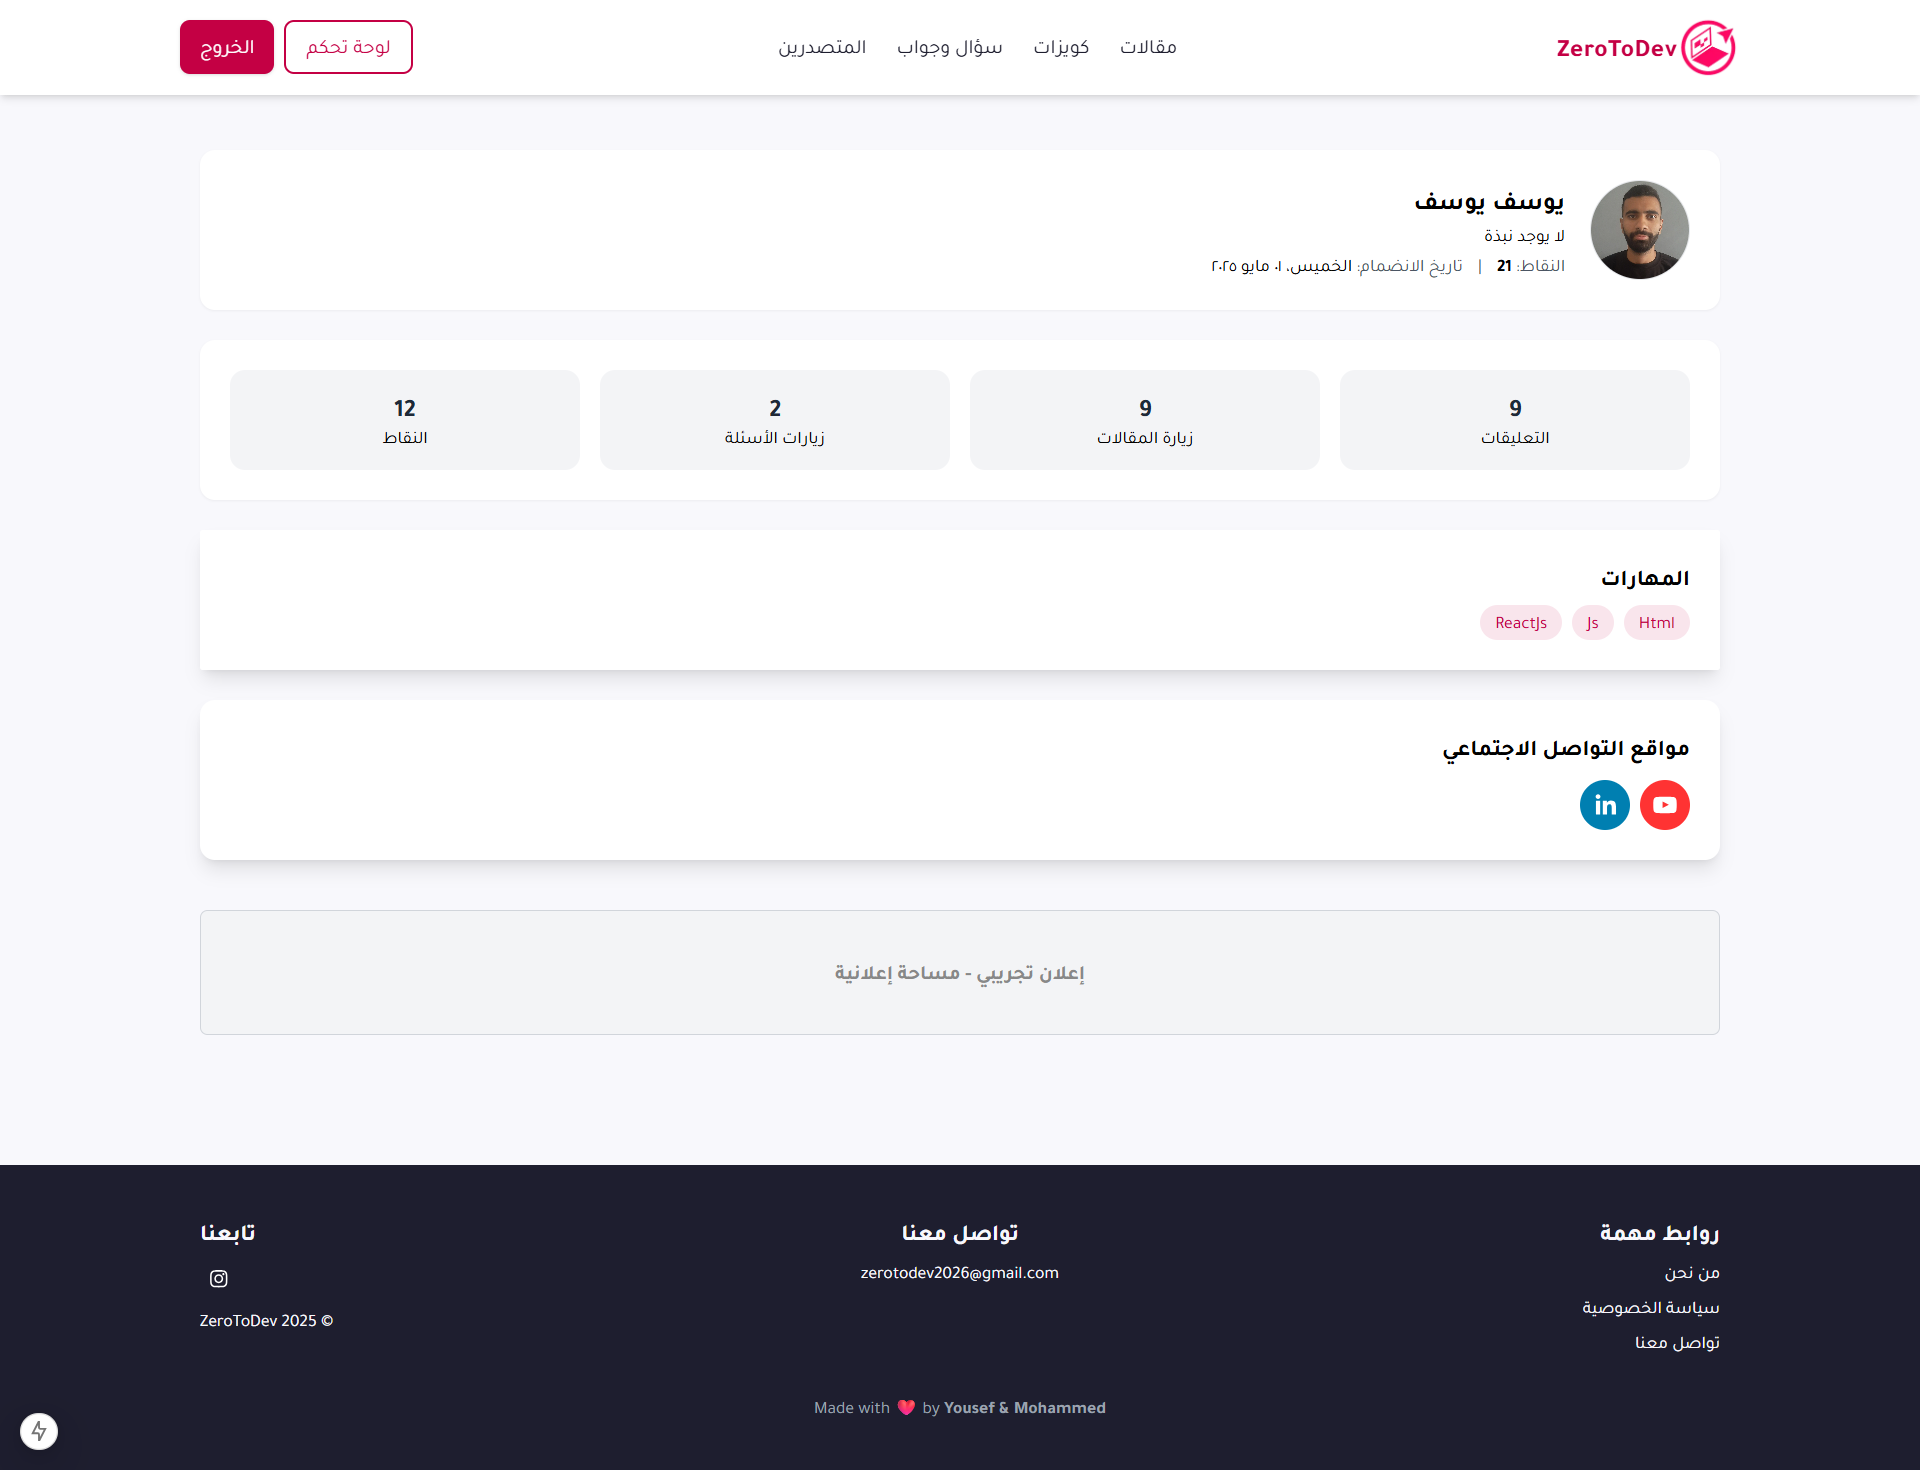 ZeroToDev
مقالات
كويزات
سؤال وجواب
المتصدرين
لوحة تحكم
الخروج
يوسف يوسف
لا يوجد نبذة
النقاط: 21 | تاريخ الانضمام: الخميس، ٠١ مايو ٢٠٢٥
9
التعليقات
9
زيارة المقالات
2
زيارات الأسئلة
12
النقاط
المهارات
Html
Js
ReactJs
مواقع التواصل الاجتماعي
in
إعلان تجريبي - مساحة إعلانية
روابط مهمة
من نحن
سياسة الخصوصية
تواصل معنا
تواصل معنا
zerotodev2026@gmail.com
تابعنا
ZeroToDev 2025 ©
Made with ❤️ by Yousef & Mohammed